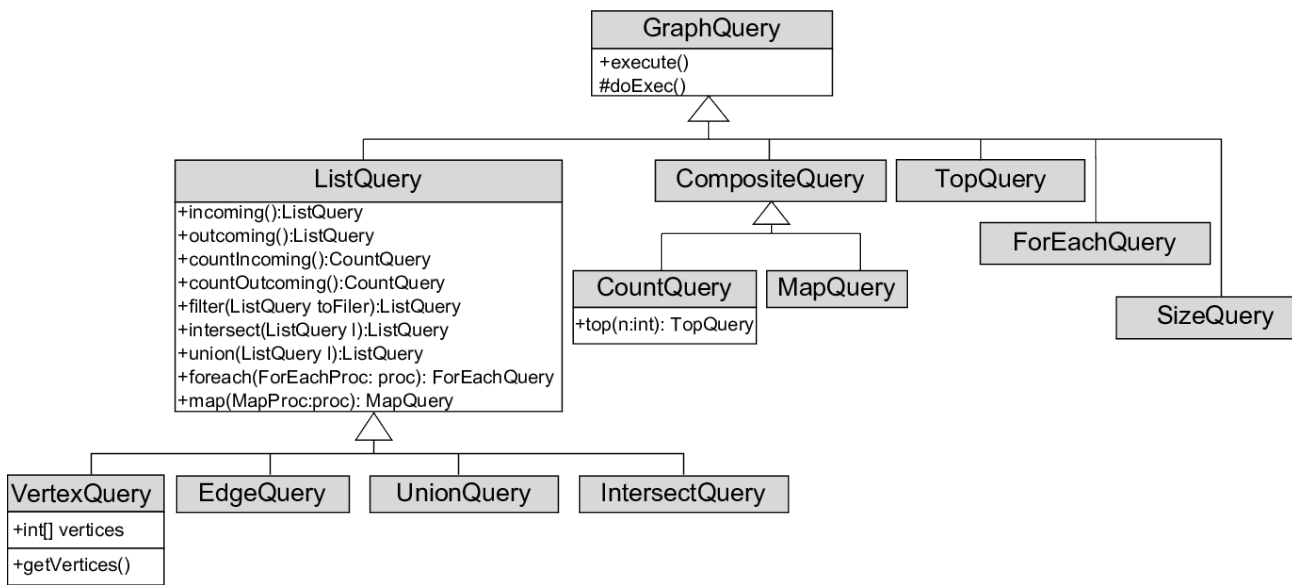 GraphQuery
+execute()
#doExec()
ListQuery
+incoming():ListQuery
+outcoming():ListQuery
+countIncoming():CountQuery
+countOutcoming():CountQuery
+filter(ListQuery toFiler):ListQuery
+intersect(ListQuery l):ListQuery
+union(ListQuery l):ListQuery
+foreach(ForEachProc: proc): ForEachQuery
+map(MapProc:proc): MapQuery
CompositeQuery
TopQuery
ForEachQuery
CountQuery
+top(n:int): TopQuery
MapQuery
SizeQuery
VertexQuery
+int[] vertices
+getVertices()
EdgeQuery
UnionQuery
IntersectQuery